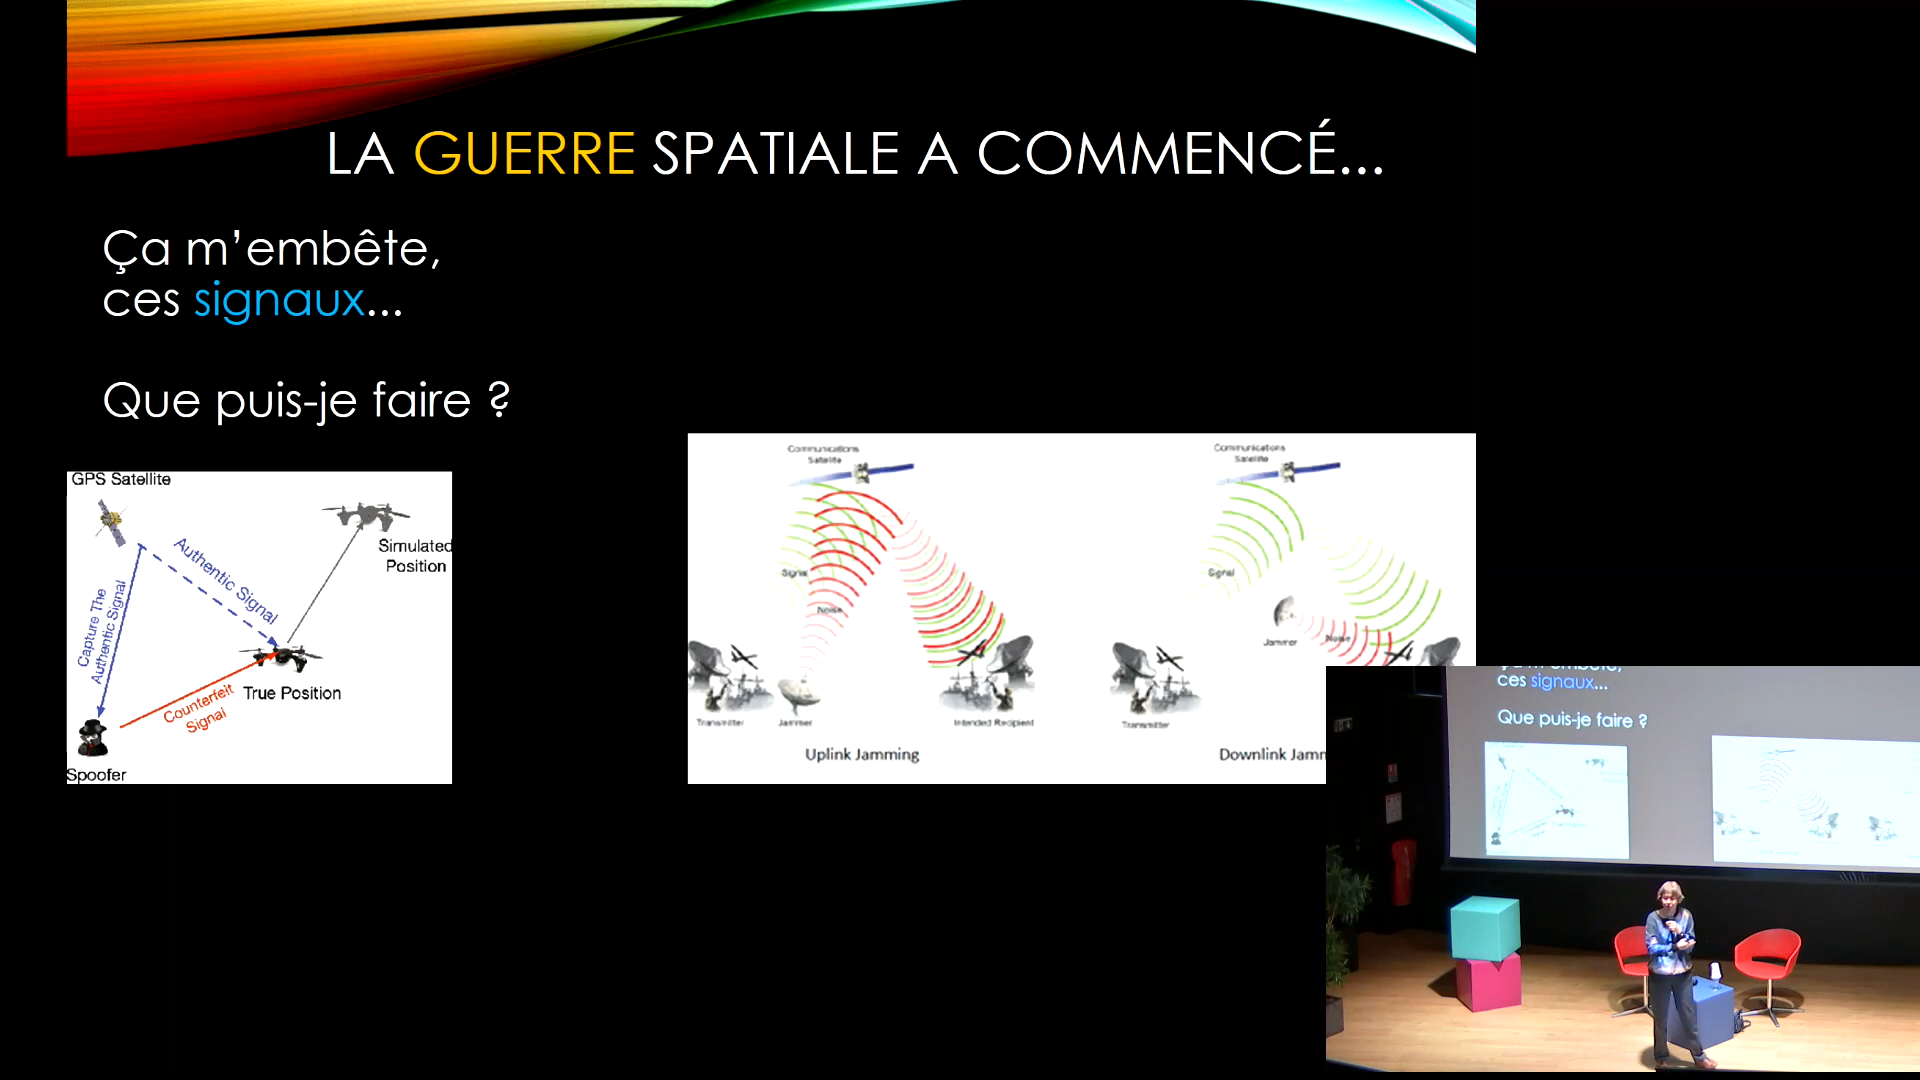 LA GUERRE SPATIALE A COMMENCÉ...
Ça m'embête,
ces signaux...
Que puis-je faire ?
GPS Satellite
Simulated
Position
Authentic Signal
Capture The
Authentic Signal
True Position
Counterfeit
Signal
Spoofer
Communications
Satellite
Signal
Noise
Transmitter
Jammer
Intended Recipient
Uplink Jamming
Communications
Satellite
Signal
Jammer
Noise
Transmitter
Downlink Jamm
ces signaux...
Que puis-je faire ?